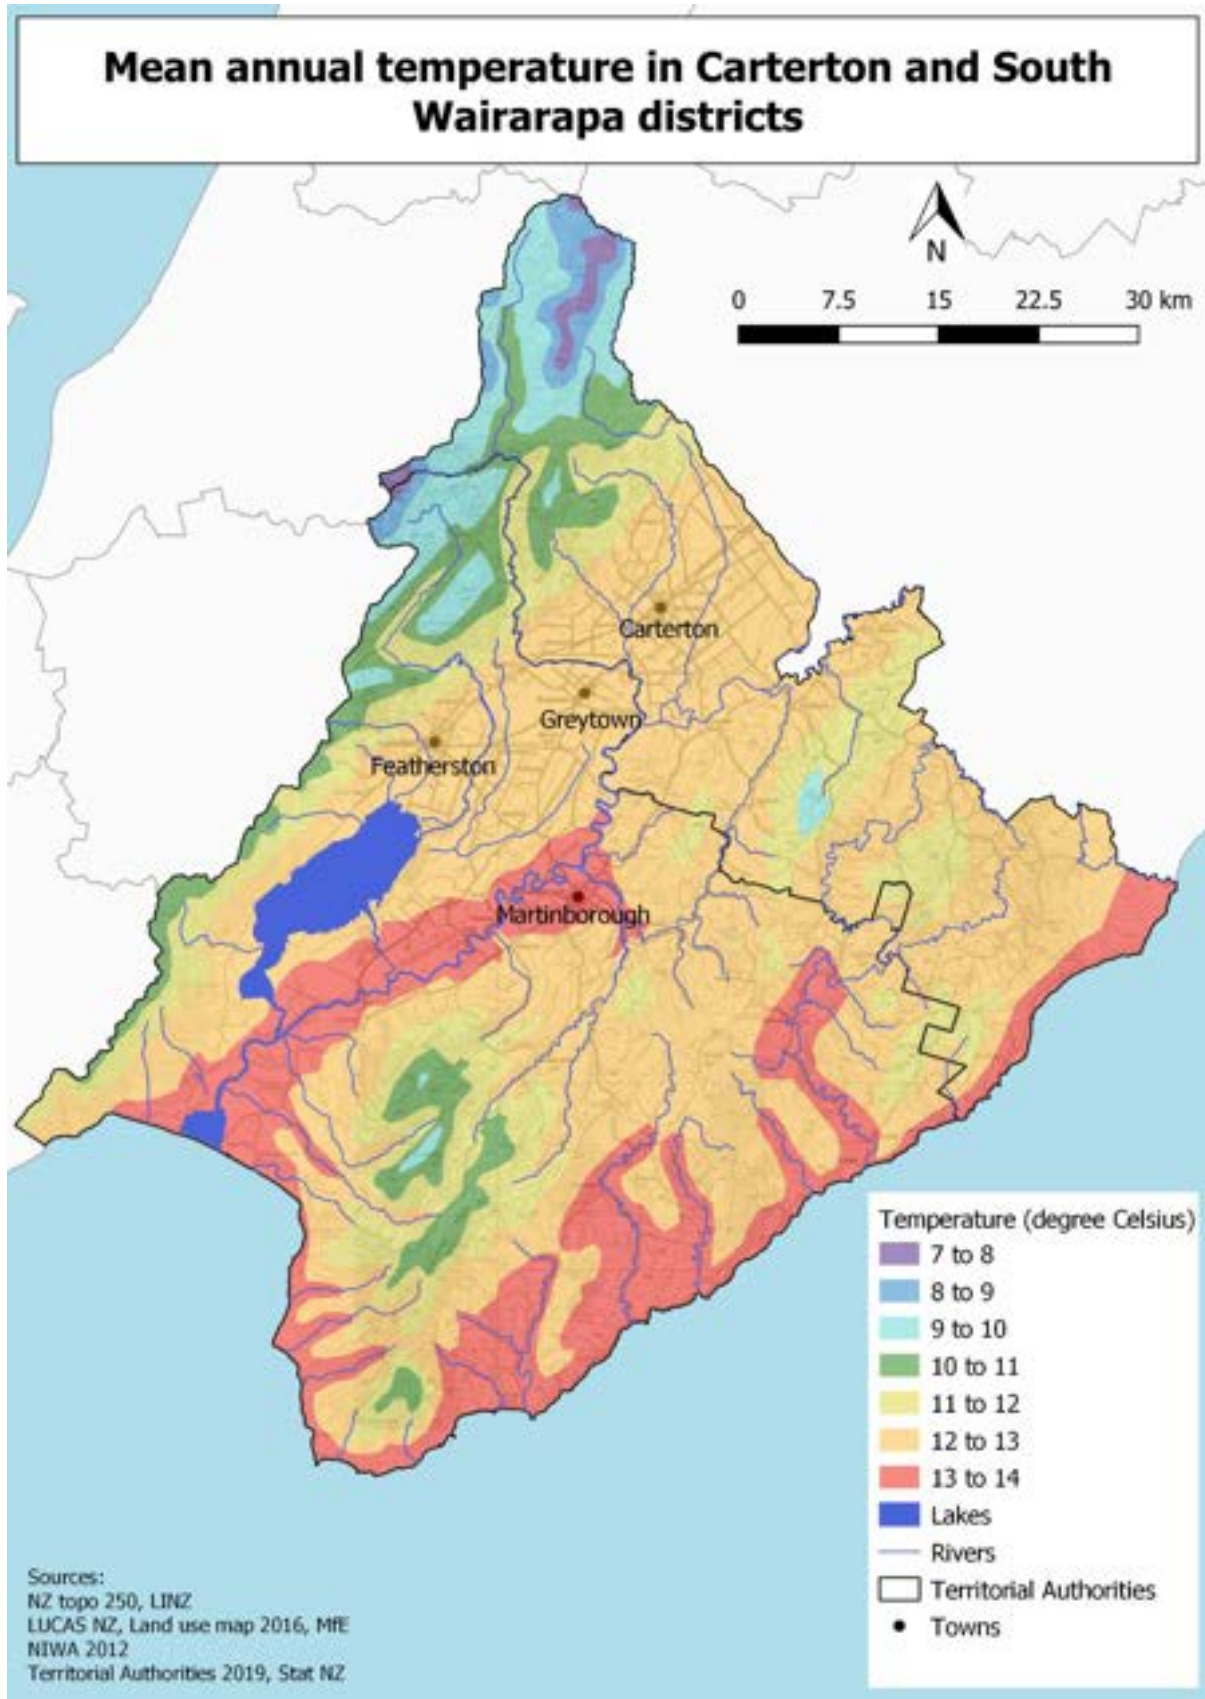 Mean annual temperature in Carterton and South
Wairarapa districts
N
0 7.5 15 22.5 30 km
Carterton
Greytown
Featherston
Martinborough
Temperature (degree Celsius)
7 to 8
8 to 9
9 to 10
10 to 11
11 to 12
12 to 13
13 to 14
Lakes
Rivers
Territorial Authorities
Towns
Sources:
NZ topo 250, LINZ
LUCAS NZ, Land use map 2016, MfE
NIWA 2012
Territorial Authorities 2019, Stat NZ